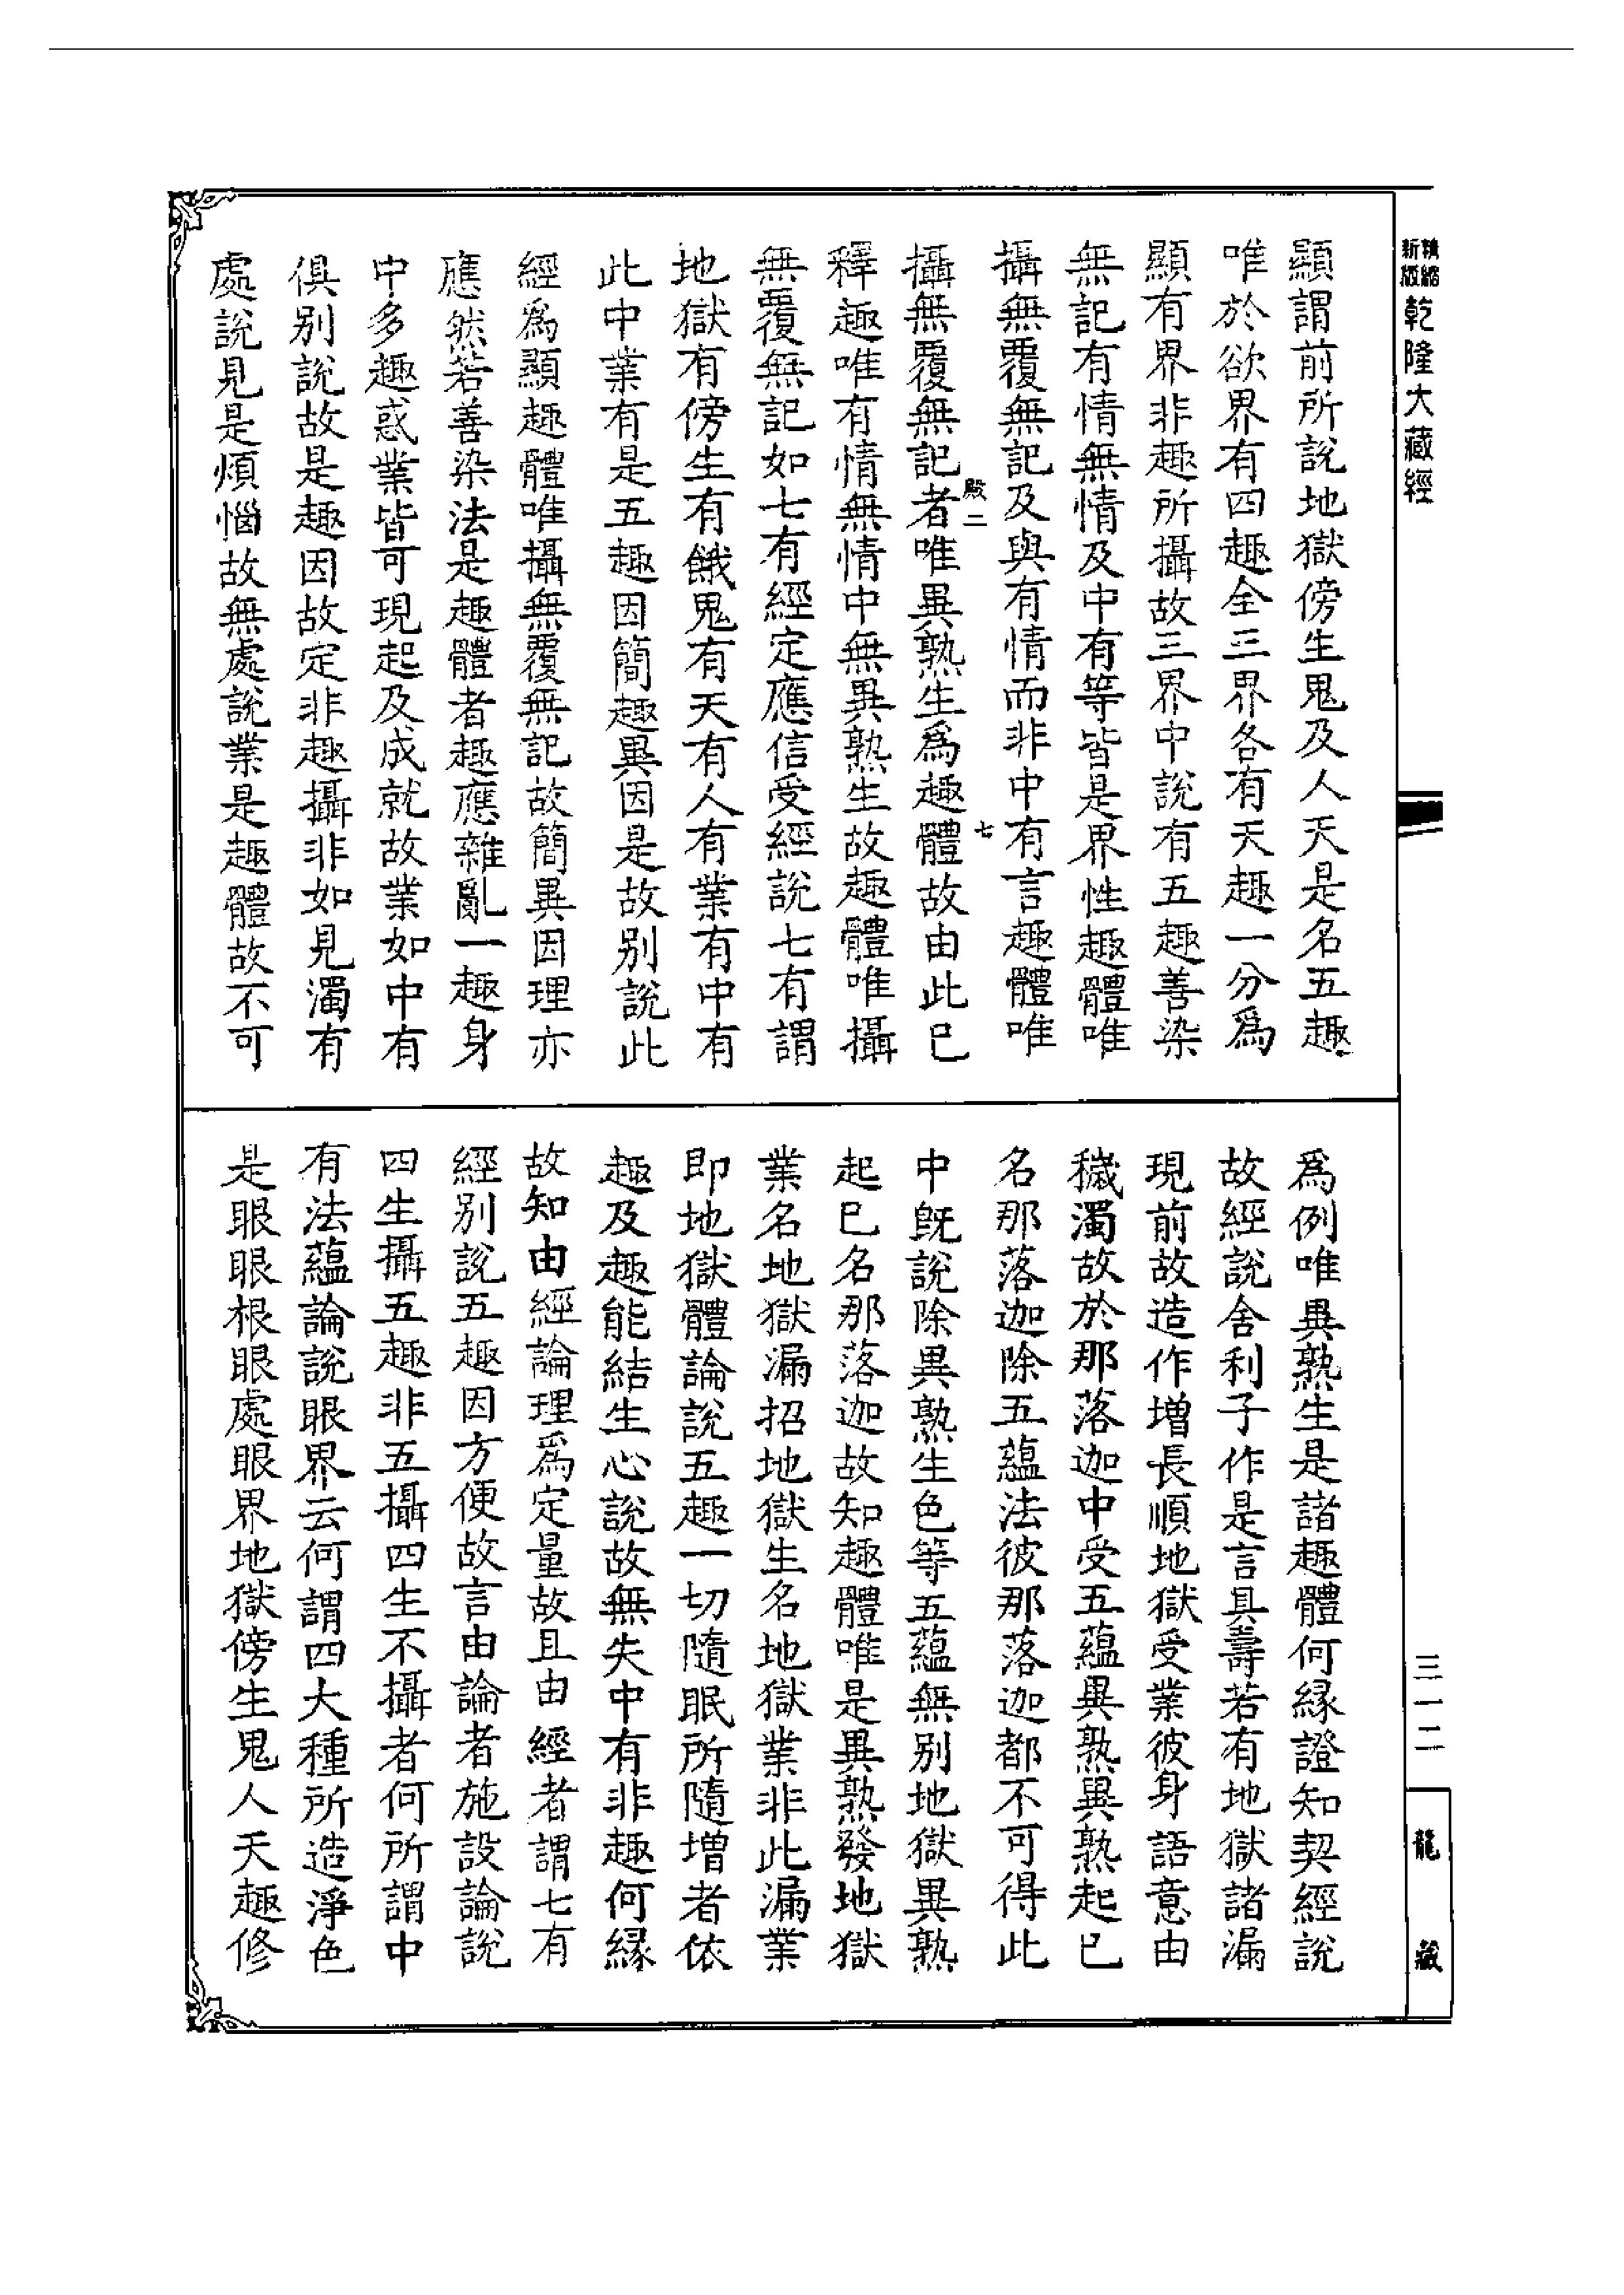 精縮
新版
乾隆大藏經
三一二
龍藏
顯謂前所說地獄傍生鬼及人天是名五趣
唯於欲界有四趣全三界各有天趣一分爲
顯有界非趣所攝故三界中說有五趣善染
無記有情無情及中有等皆是界性趣體唯
攝無覆無記及與有情而非中有言趣體唯
殿二
七
攝無覆無記者唯異熟生爲趣體故由此已
釋趣唯有情無情中無異熟生故趣體唯攝
無覆無記如七有經定應信受經說七有謂
地獄有傍生有餓鬼有天有人有業有中有
此中業有是五趣因簡趣異因是故別說此
經爲顯趣體唯攝無覆無記故簡異因理亦
應然若善染法是趣體者趣應雜亂一趣身
中多趣惑業皆可現起及成就故業如中有
俱別說故是趣因故定非趣攝非如見濁有
處說見是煩惱故無處說業是趣體故不可
爲例唯異熟生是諸趣體何緣證知契經說
故經說舍利子作是言具壽若有地獄諸漏
現前故造作增長順地獄受業彼身語意由
穢濁故於那落迦中受五蘊異熟異熟起已
名那落迦除五蘊法彼那落迦都不可得此
中旣說除異熟生色等五蘊無別地獄異熟
起已名那落迦故知趣體唯是異熟發地獄
業名地獄漏招地獄生名地獄業非此漏業
即地獄體論說五趣一切隨眠所隨增者依
趣及趣能結生心說故無失中有非趣何緣
故知由經論理爲定量故且由經者謂七有
經別說五趣因方便故言由論者施設論說
四生攝五趣非五攝四生不攝者何所謂中
有法蘊論說眼界云何謂四大種所造淨色
是眼眼根眼處眼界地獄傍生鬼人天趣修